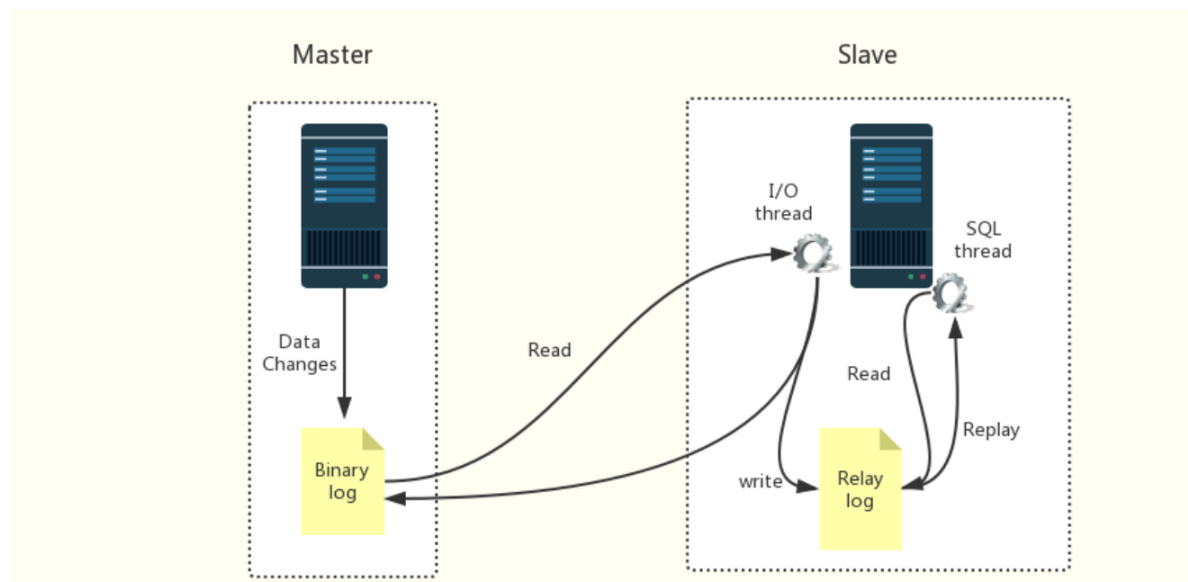 Master
Slave
I/O
thread
SQL
thread
Data
Changes
Read
Read
Replay
Binary
log
write
Relay
log